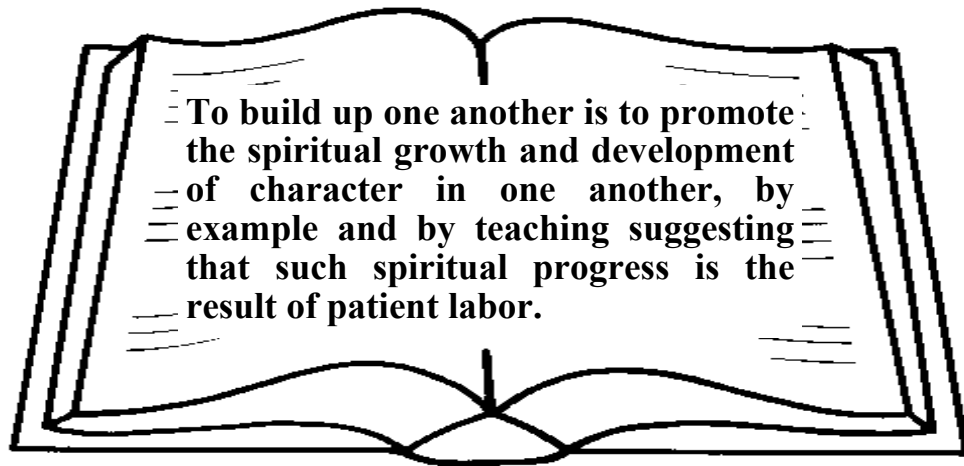 To build up one another is to promote
the spiritual growth and development
of character in one another, by
example and by teaching suggesting
that such spiritual progress is the
result of patient labor.